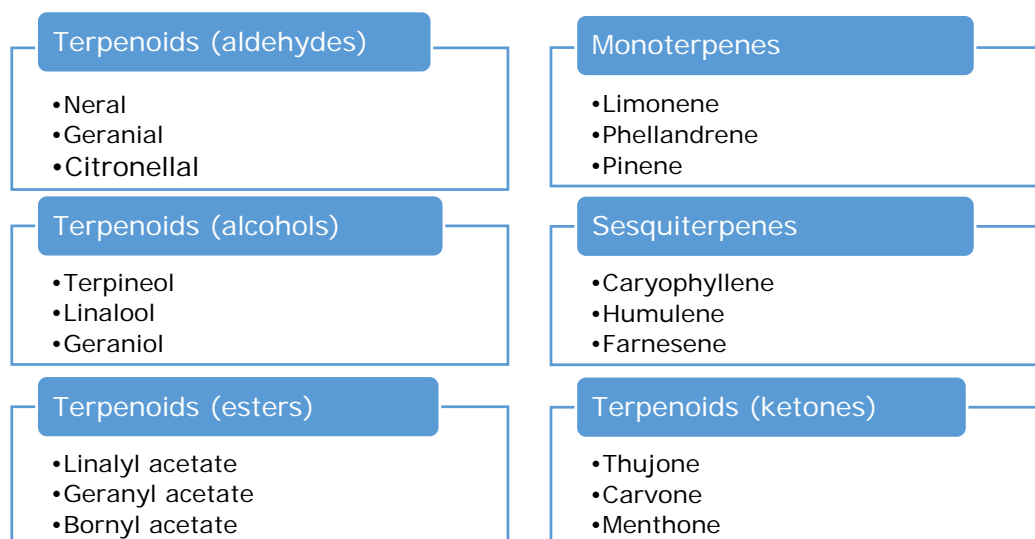 Terpenoids (aldehydes)
•Neral
•Geranial
•Citronellal
Monoterpenes
•Limonene
•Phellandrene
•Pinene
Terpenoids (alcohols)
•Terpineol
•Linalool
•Geraniol
Sesquiterpenes
•Caryophyllene
•Humulene
•Farnesene
Terpenoids (esters)
•Linalyl acetate
•Geranyl acetate
•Bornyl acetate
Terpenoids (ketones)
•Thujone
•Carvone
•Menthone